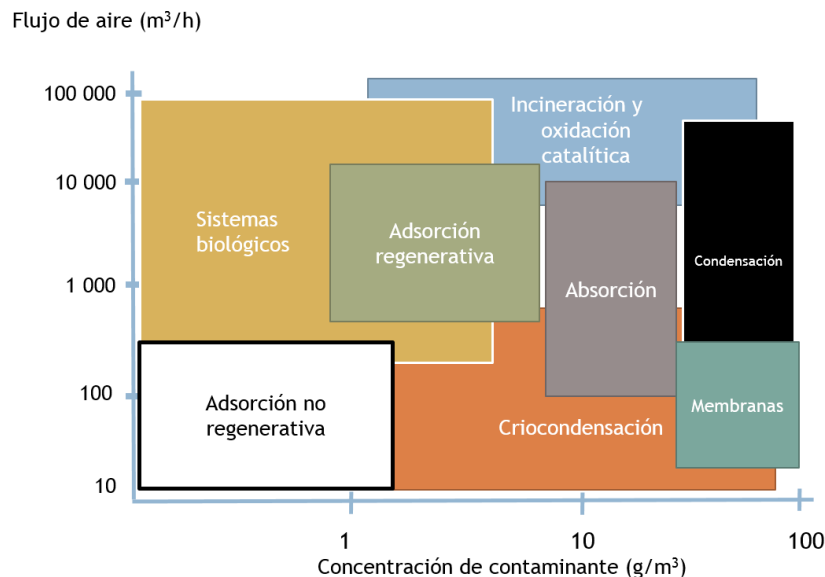 Flujo de aire (m³/h)
100 000
10 000
1 000
100
10
Incineración y
oxidación
catalítica
Sistemas
biológicos
Adsorción
regenerativa
Absorción
Condensación
Adsorción no
regenerativa
Criocondensación
Membranas
1
10
100
Concentración de contaminante (g/m³)